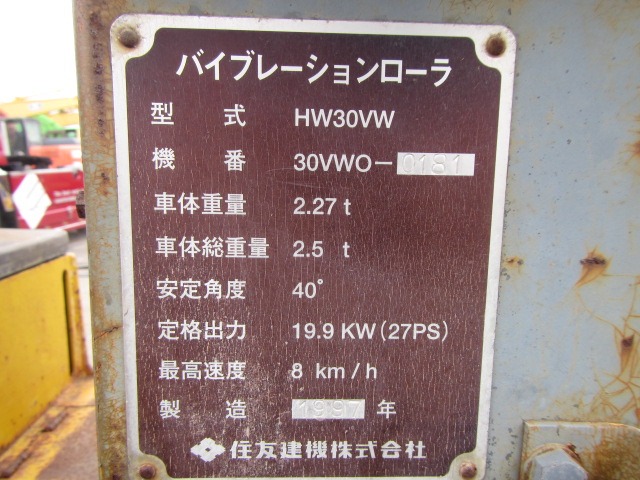 バイブレーションローラ
型 式 HW30VW
機 番 30VWO-0181
車体重量 2.27 t
車体総重量 2.5 t
安定角度 40°
定格出力 19.9 KW (27PS)
最高速度 8 km/h
製 造 1997 年
住友建機株式会社